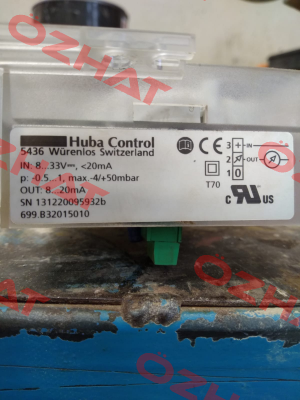 OZHAT
Huba Control
5436 Würenlos Switzerland
IN: 8...33V⎓, <20mA
p: -0.5...1, max.-4/+50mbar
OUT: 8...20mA
SN 131220095932b
699.B32015010
CE
3 + IN
2 OUT
1 0
T70
C US
OZHAT
OZHAT